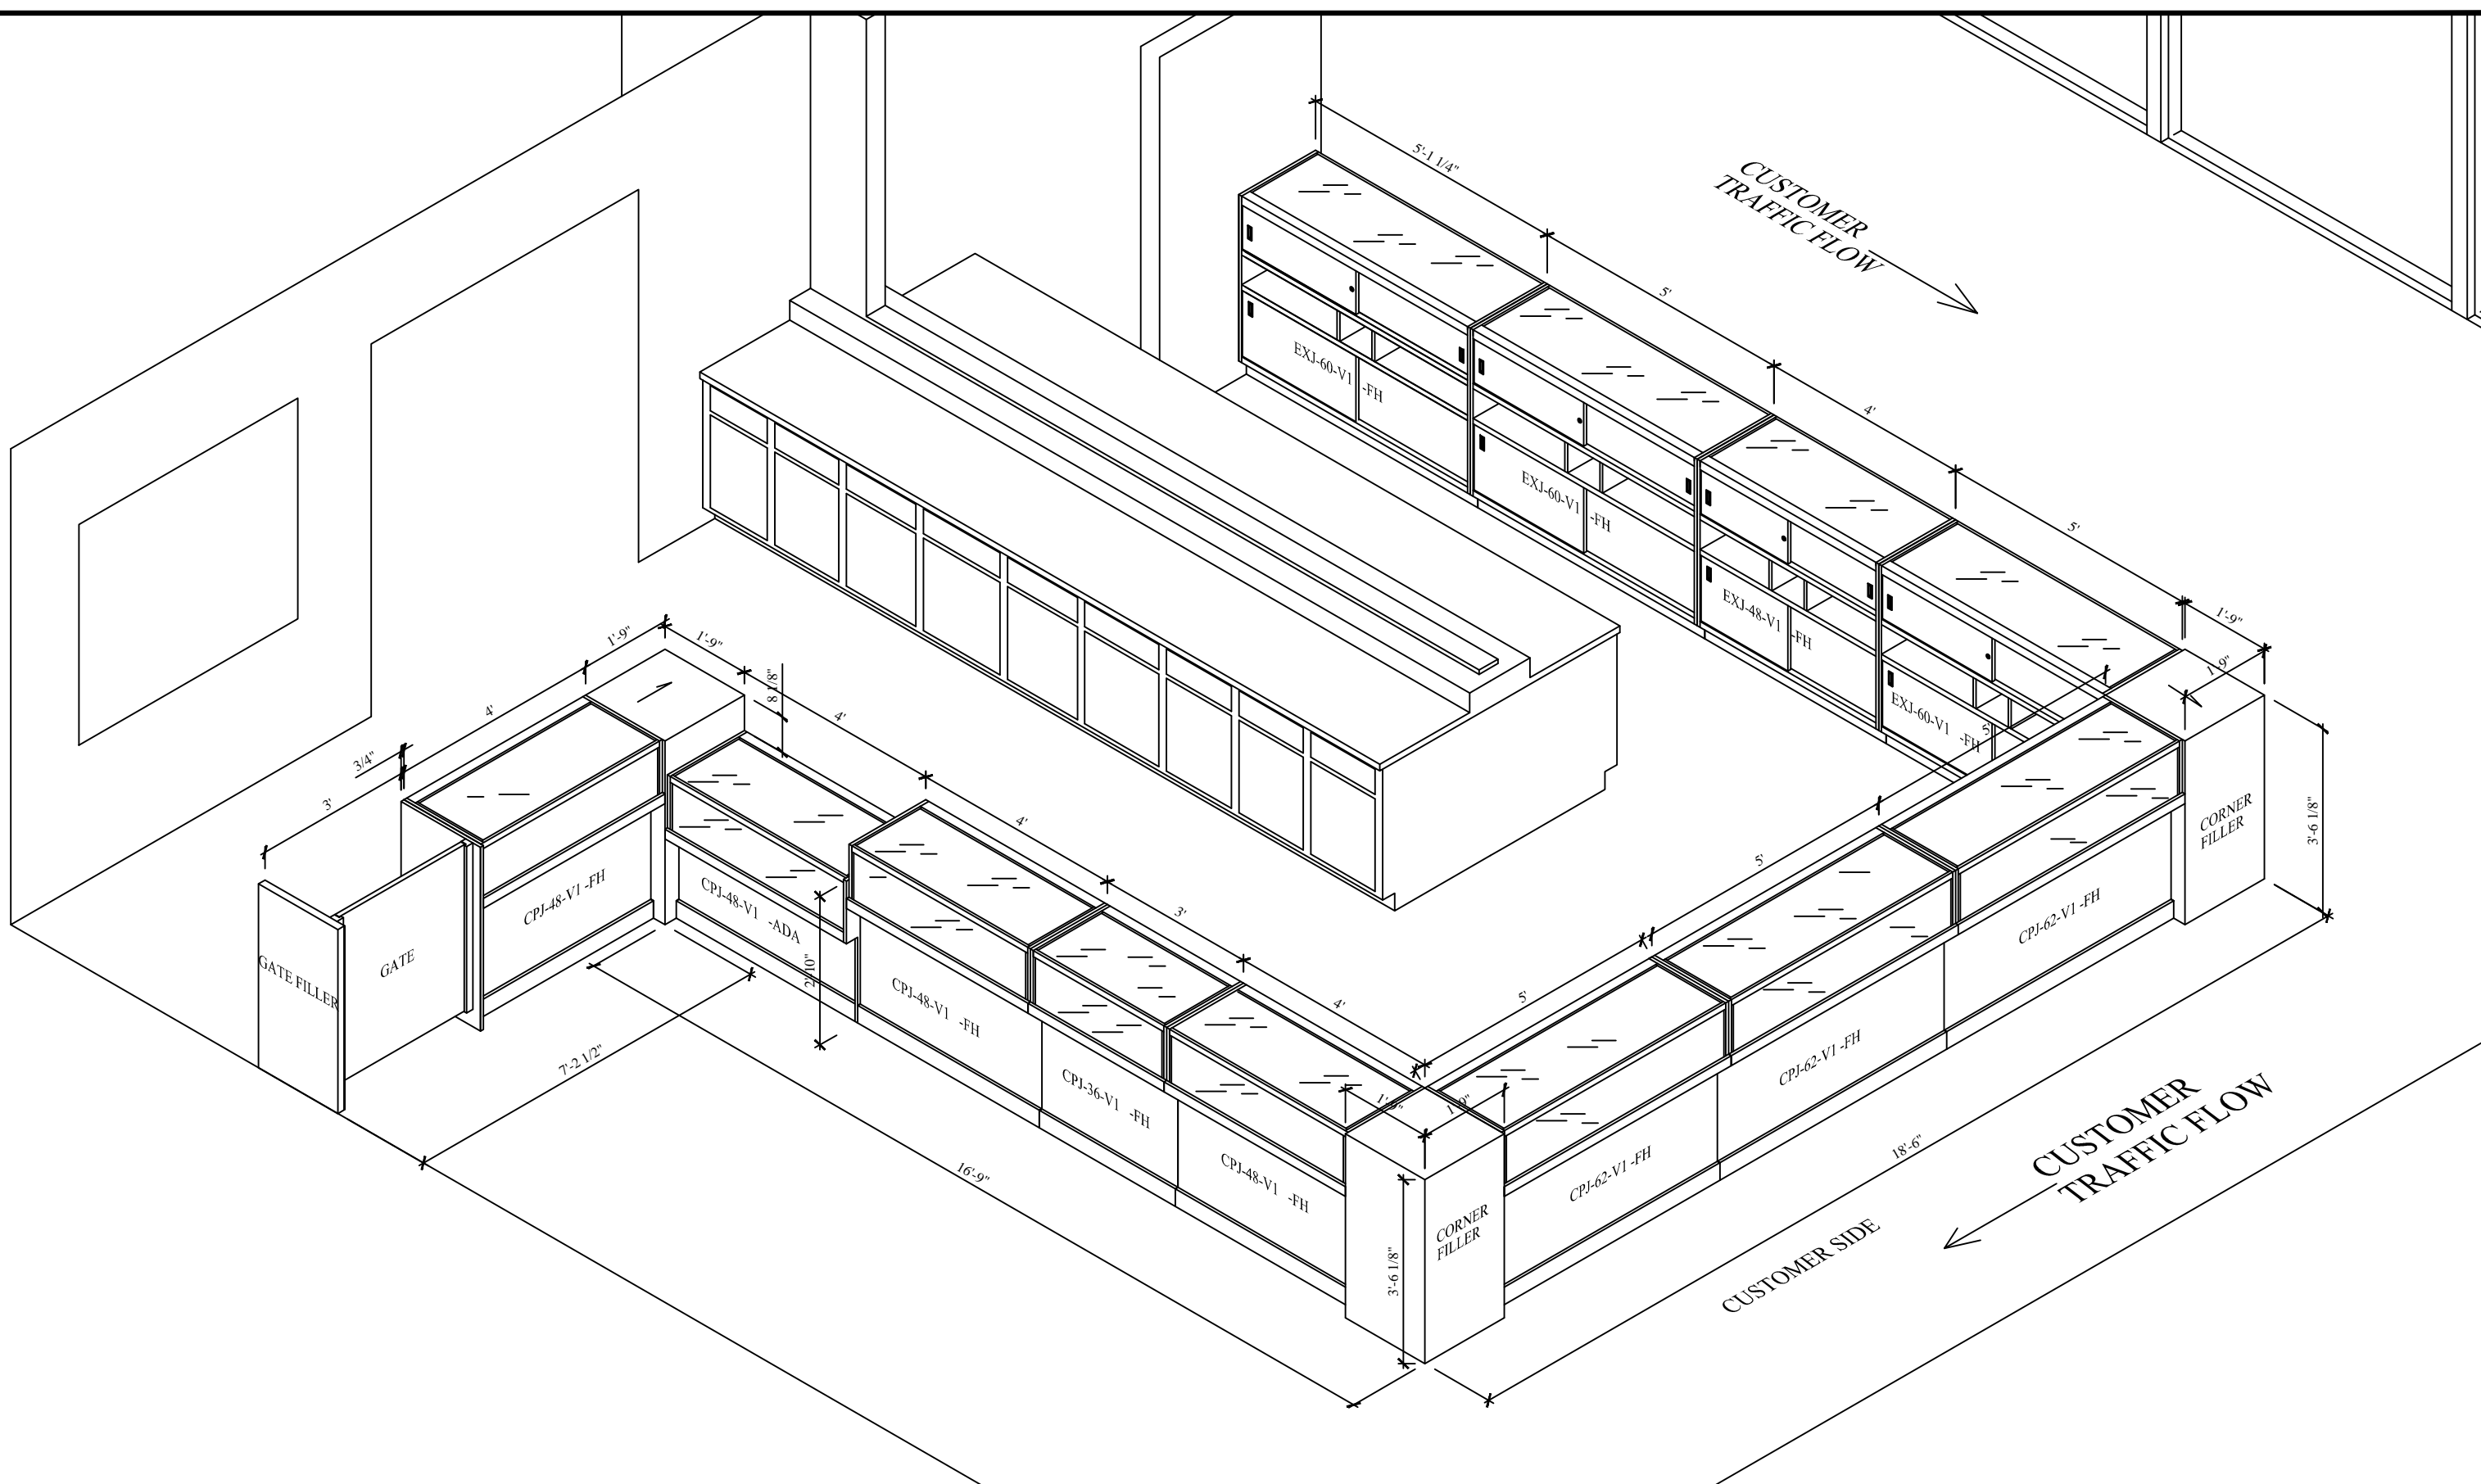 5'-1 1/4"
CUSTOMER
TRAFFIC FLOW
5'
4'
5'
1'-9"
1'-9"
EXJ-60-V1 -FH
EXJ-60-V1 -FH
EXJ-48-V1 -FH
EXJ-60-V1 -FH
5'
1'-9"
1'-9"
4'
8 1/8"
4'
3/4"
3'
4'
3'
4'
5'
5'
CORNER
FILLER
3'-6 1/8"
CPJ-48-V1 -FH
CPJ-48-V1 -ADA
GATE FILLER
GATE
2'-10"
CPJ-48-V1 -FH
CPJ-36-V1 -FH
CPJ-48-V1 -FH
CPJ-62-V1 -FH
CPJ-62-V1 -FH
CPJ-62-V1 -FH
7'-2 1/2"
1'-9"
1'-9"
16'-9"
18'-6"
CUSTOMER
TRAFFIC FLOW
CORNER
FILLER
3'-6 1/8"
CUSTOMER SIDE